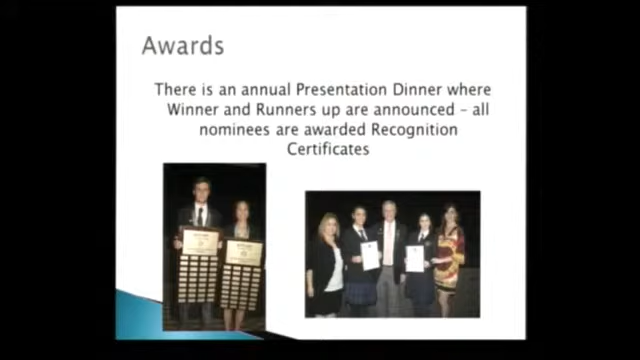 Awards
There is an annual Presentation Dinner where
Winner and Runners up are announced – all
nominees are awarded Recognition
Certificates